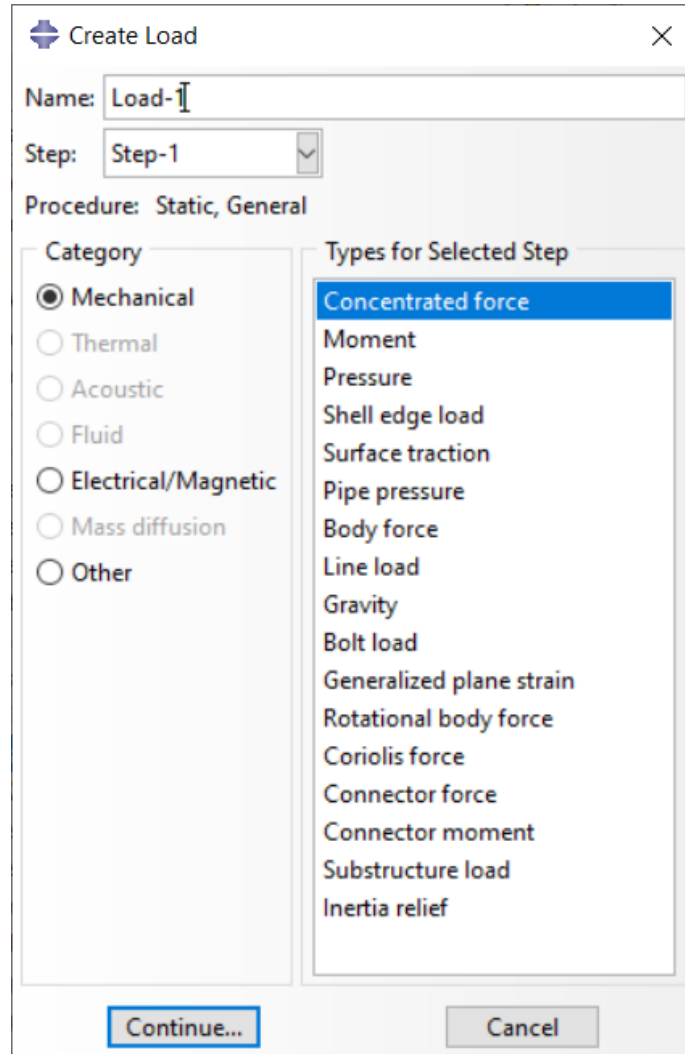 Create Load
Name: Load-1
Step: Step-1
Procedure: Static, General
Category
Mechanical
Thermal
Acoustic
Fluid
Electrical/Magnetic
Mass diffusion
Other
Types for Selected Step
Concentrated force
Moment
Pressure
Shell edge load
Surface traction
Pipe pressure
Body force
Line load
Gravity
Bolt load
Generalized plane strain
Rotational body force
Coriolis force
Connector force
Connector moment
Substructure load
Inertia relief
Continue...
Cancel